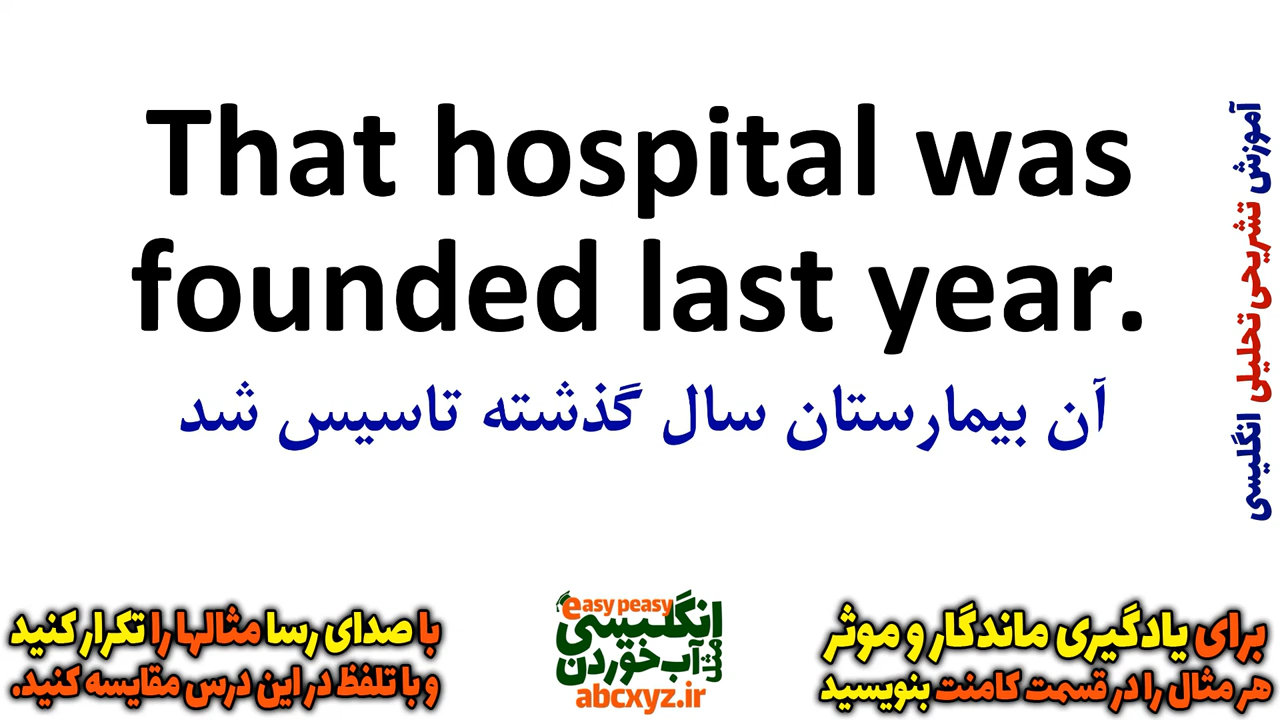 That hospital was
founded last year.
آن بیمارستان سال گذشته تاسیس شد
آموزش تشریحی تحلیلی انگلیسی
با صدای رسا مثالها را تکرار کنید
و با تلفظ در این درس مقایسه کنید.
easy peasy
انگلیسی
مثل آب خوردن
abcxyz.ir
برای یادگیری ماندگار و موثر
هر مثال را در قسمت کامنت بنویسید